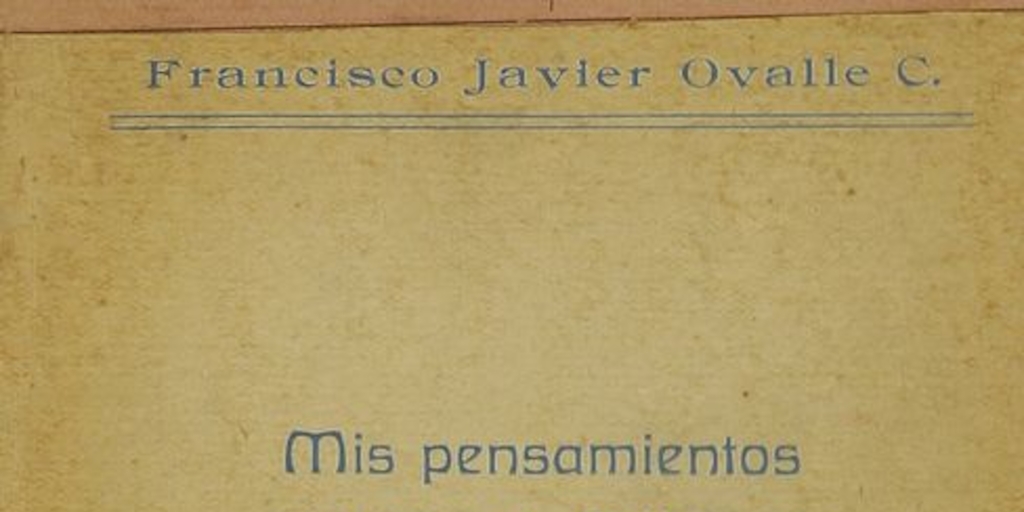 Francisco Javier Ovalle C.
Mis pensamientos